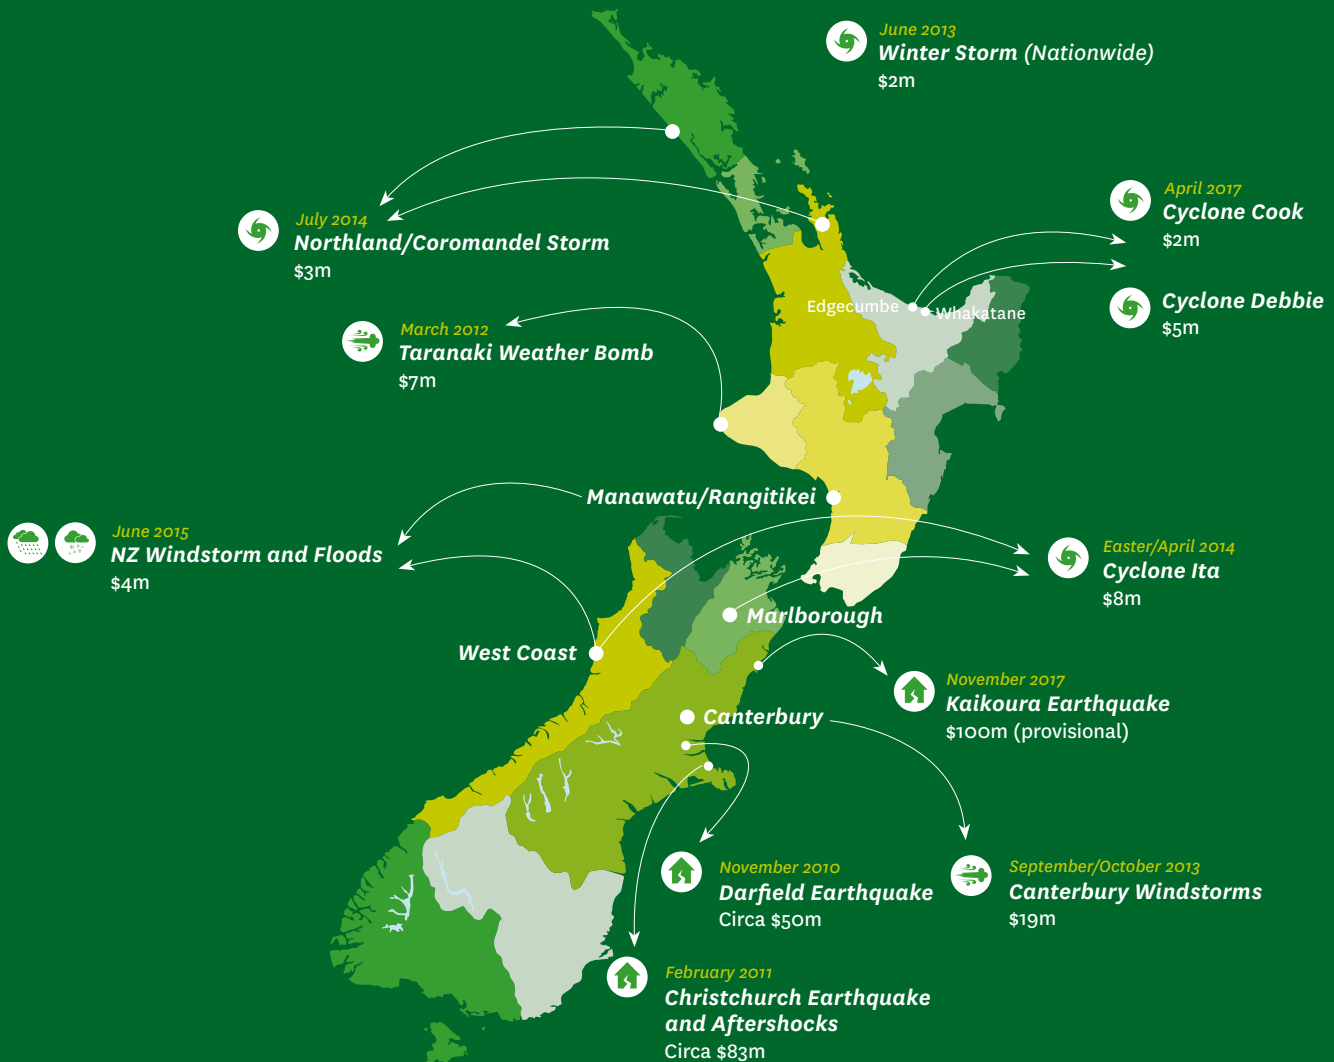 June 2013
Winter Storm (Nationwide)
$2m
April 2017
Cyclone Cook
$2m
July 2014
Northland/Coromandel Storm
$3m
Cyclone Debbie
$5m
Edgecumbe
Whakatane
March 2012
Taranaki Weather Bomb
$7m
Manawatu/Rangitikei
June 2015
NZ Windstorm and Floods
$4m
Easter/April 2014
Cyclone Ita
$8m
Marlborough
West Coast
November 2017
Kaikoura Earthquake
$100m (provisional)
Canterbury
November 2010
Darfield Earthquake
Circa $50m
September/October 2013
Canterbury Windstorms
$19m
February 2011
Christchurch Earthquake
and Aftershocks
Circa $83m